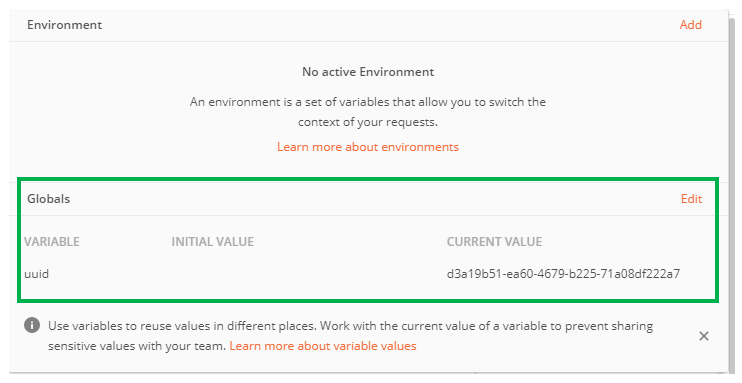 Environment Add
No active Environment
An environment is a set of variables that allow you to switch the
context of your requests.
Learn more about environments
Globals Edit
VARIABLE INITIAL VALUE CURRENT VALUE
uuid d3a19b51-ea60-4679-b225-71a08df222a7
Use variables to reuse values in different places. Work with the current value of a variable to prevent sharing
sensitive values with your team. Learn more about variable values